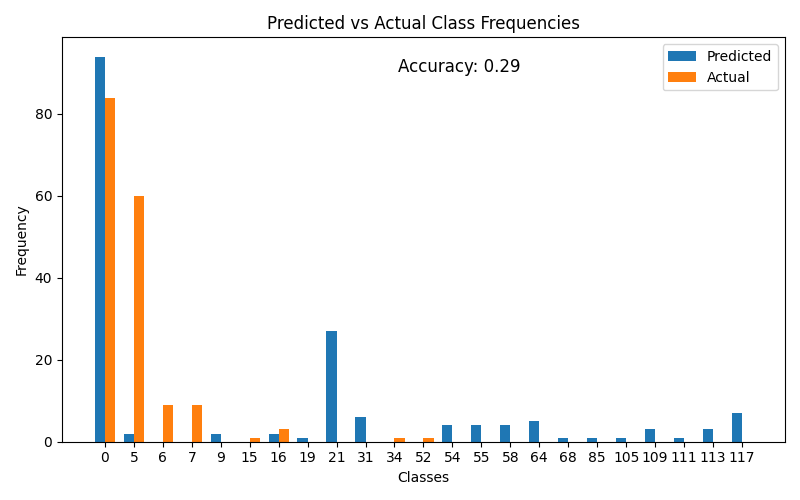 Predicted vs Actual Class Frequencies
Accuracy: 0.29
Predicted
Actual
Frequency
80
60
40
20
0
0 5 6 7 9 15 16 19 21 31 34 52 54 55 58 64 68 85 105 109 111 113 117
Classes